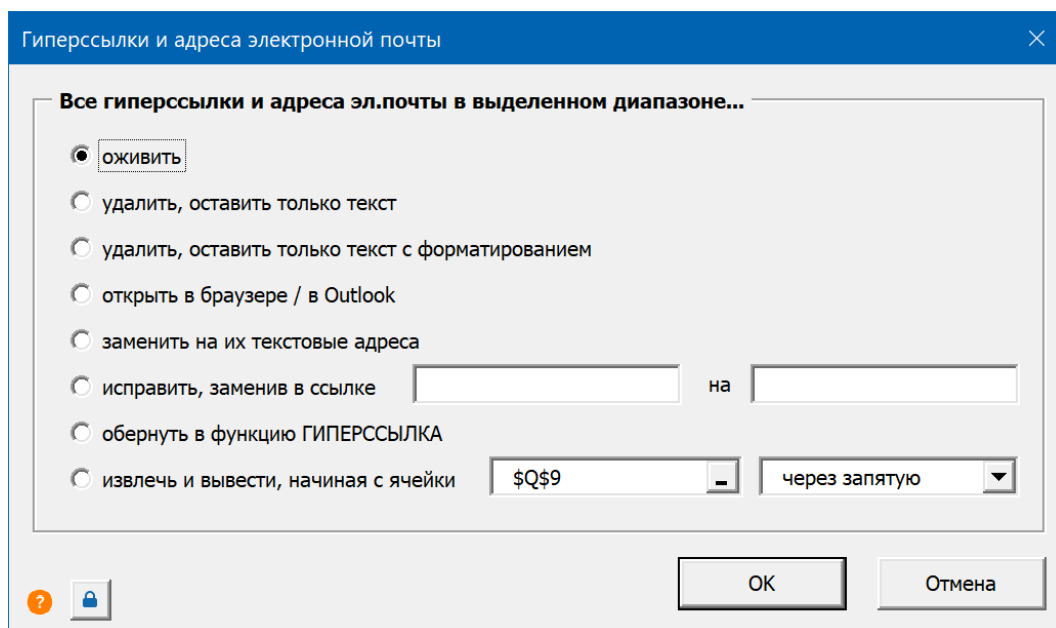 Гиперссылки и адреса электронной почты
Все гиперссылки и адреса эл.почты в выделенном диапазоне...
оживить
удалить, оставить только текст
удалить, оставить только текст с форматированием
открыть в браузере / в Outlook
заменить на их текстовые адреса
исправить, заменив в ссылке на
обернуть в функцию ГИПЕРССЫЛКА
извлечь и вывести, начиная с ячейки $Q$9 через запятую
? OK Отмена